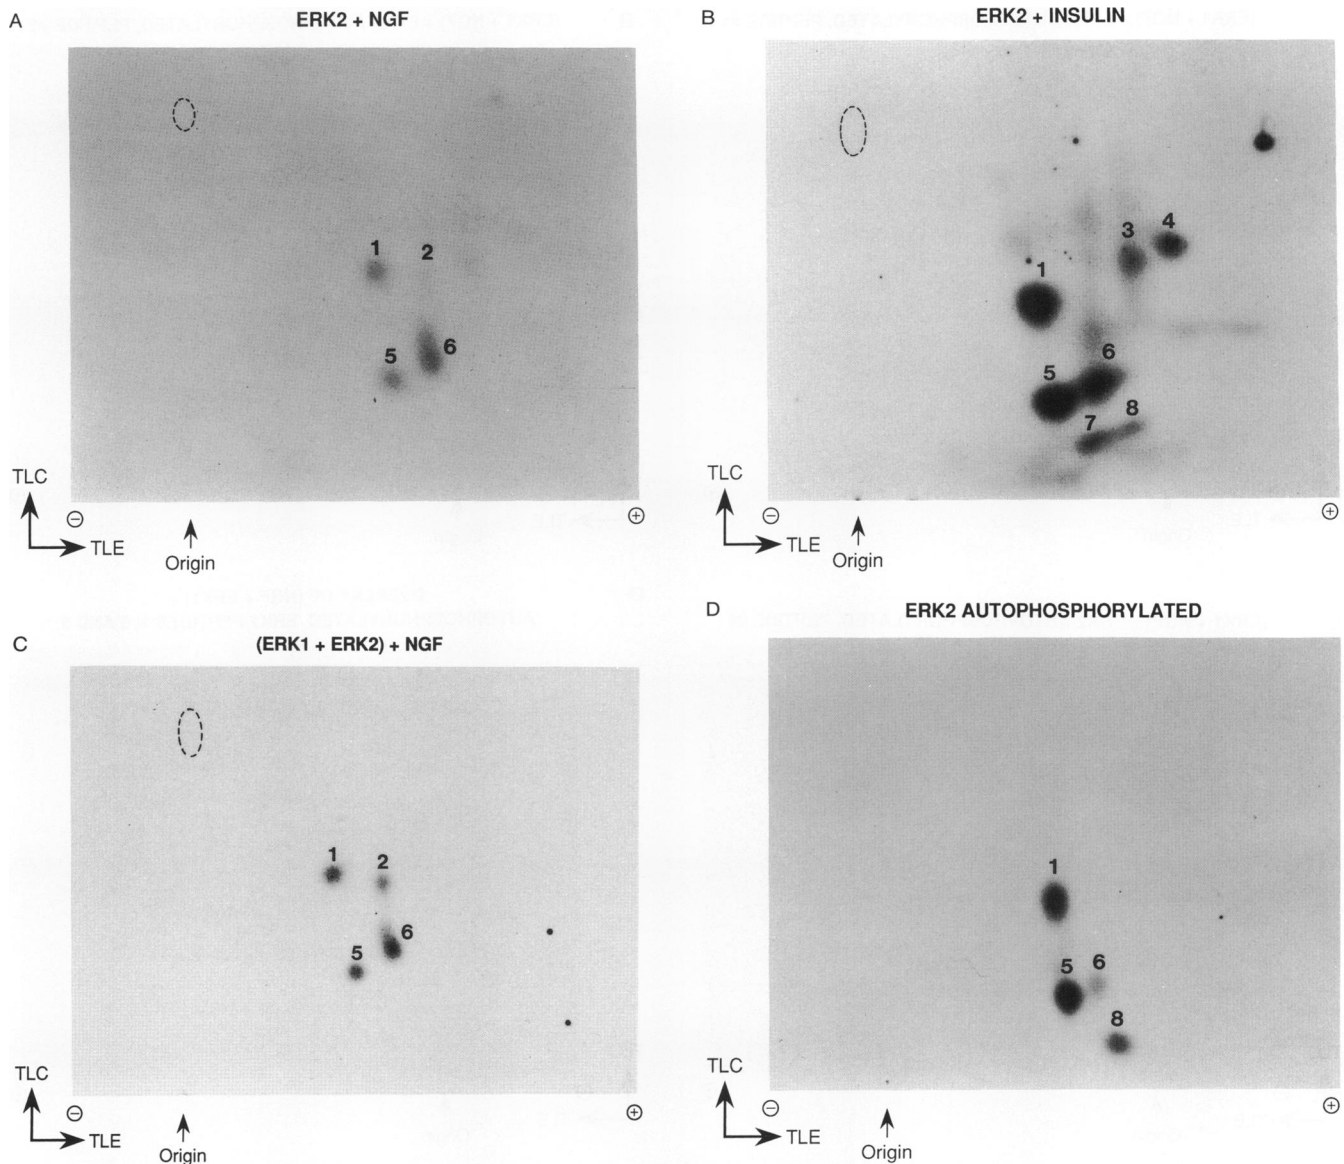 A
ERK2 + NGF
1
2
5
6
TLC
⊖
⊕
TLE
Origin
B
ERK2 + INSULIN
1
3
4
5
6
7
8
TLC
⊖
⊕
TLE
Origin
C
(ERK1 + ERK2) + NGF
1
2
5
6
TLC
⊖
⊕
TLE
Origin
D
ERK2 AUTOPHOSPHORYLATED
1
5
6
8
TLC
⊖
⊕
TLE
Origin